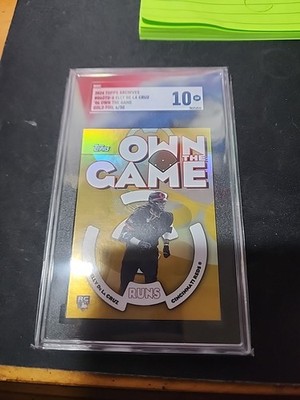 2024 TOPPS ARCHIVES
ELLY DE LA CRUZ
'06 OWN THE GAME
GOLD FOIL
10
Topps
OWN
THE
GAME
RUNS
ELLY DE LA CRUZ
CINCINNATI REDS
RC